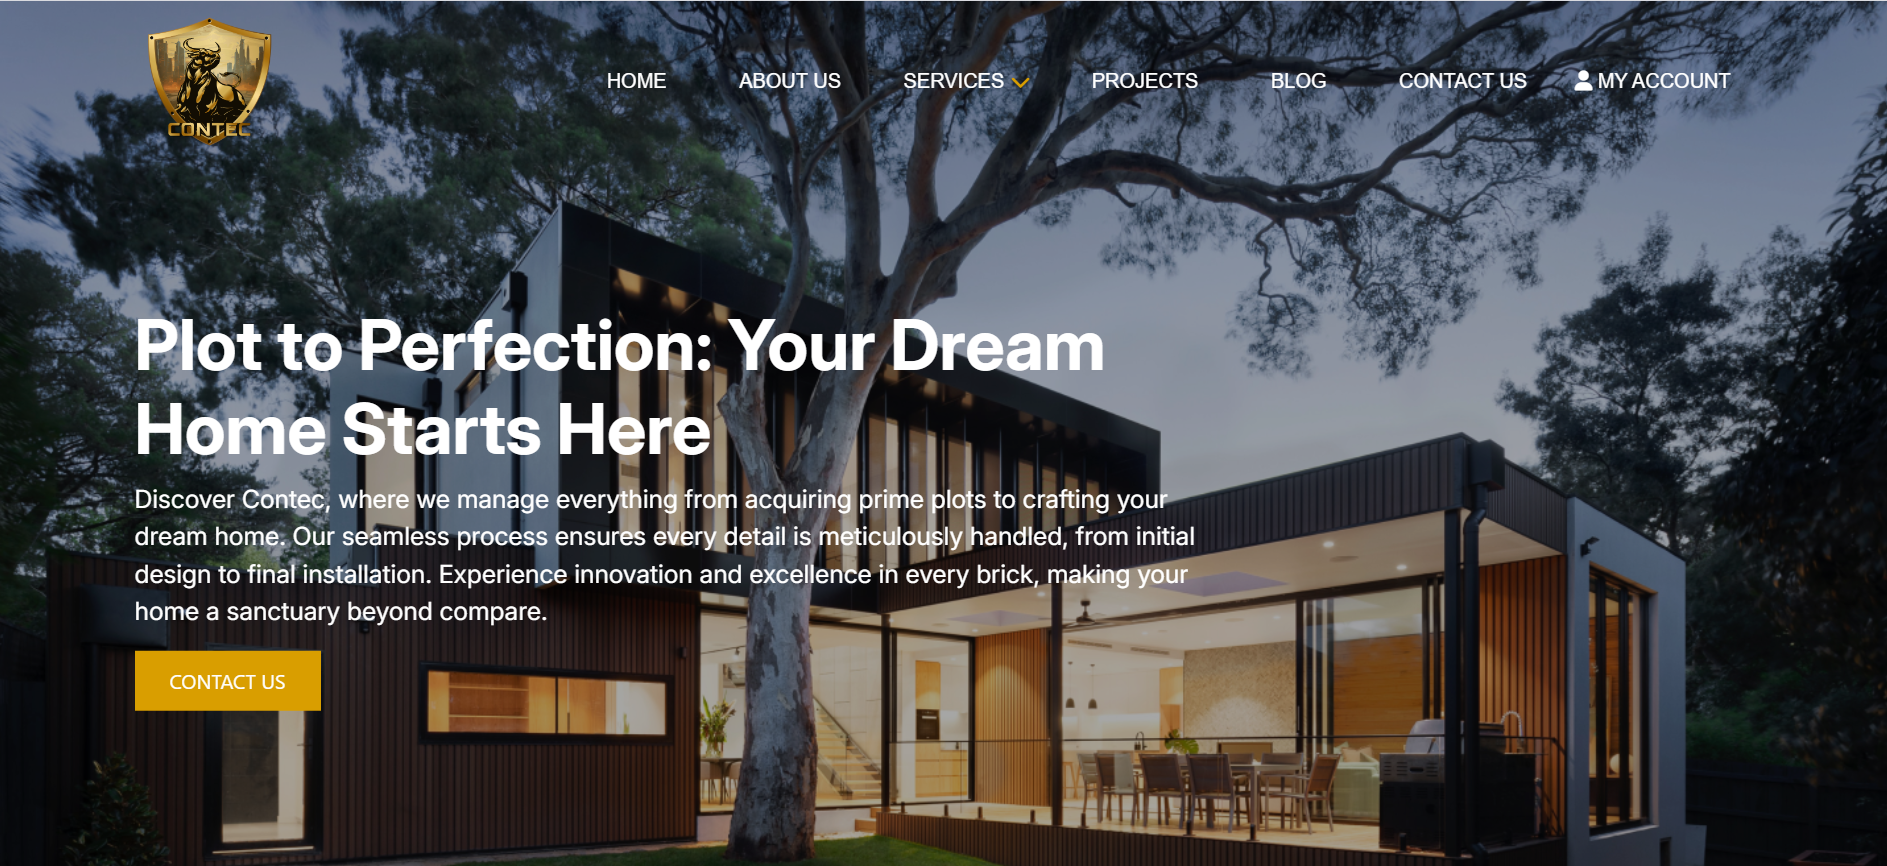 CONTEC
HOME
ABOUT US
SERVICES
PROJECTS
BLOG
CONTACT US
MY ACCOUNT
Plot to Perfection: Your Dream
Home Starts Here
Discover Contec, where we manage everything from acquiring prime plots to crafting your
dream home. Our seamless process ensures every detail is meticulously handled, from initial
design to final installation. Experience innovation and excellence in every brick, making your
home a sanctuary beyond compare.
CONTACT US